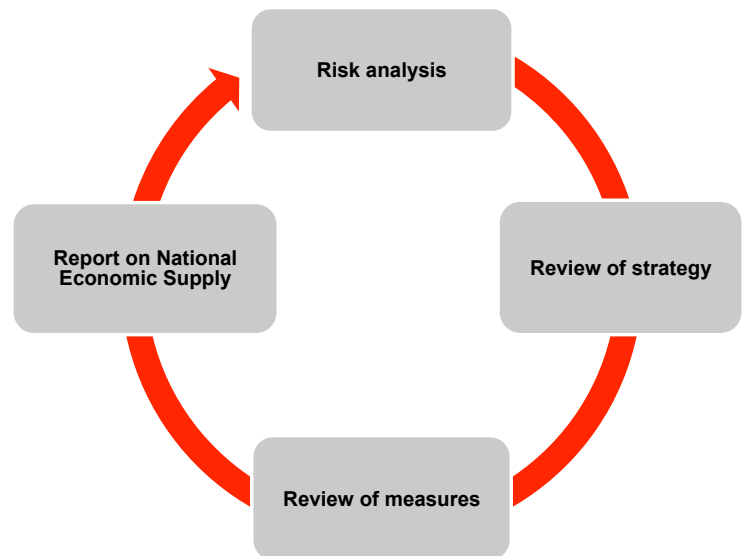 Risk analysis
Review of strategy
Review of measures
Report on National
Economic Supply